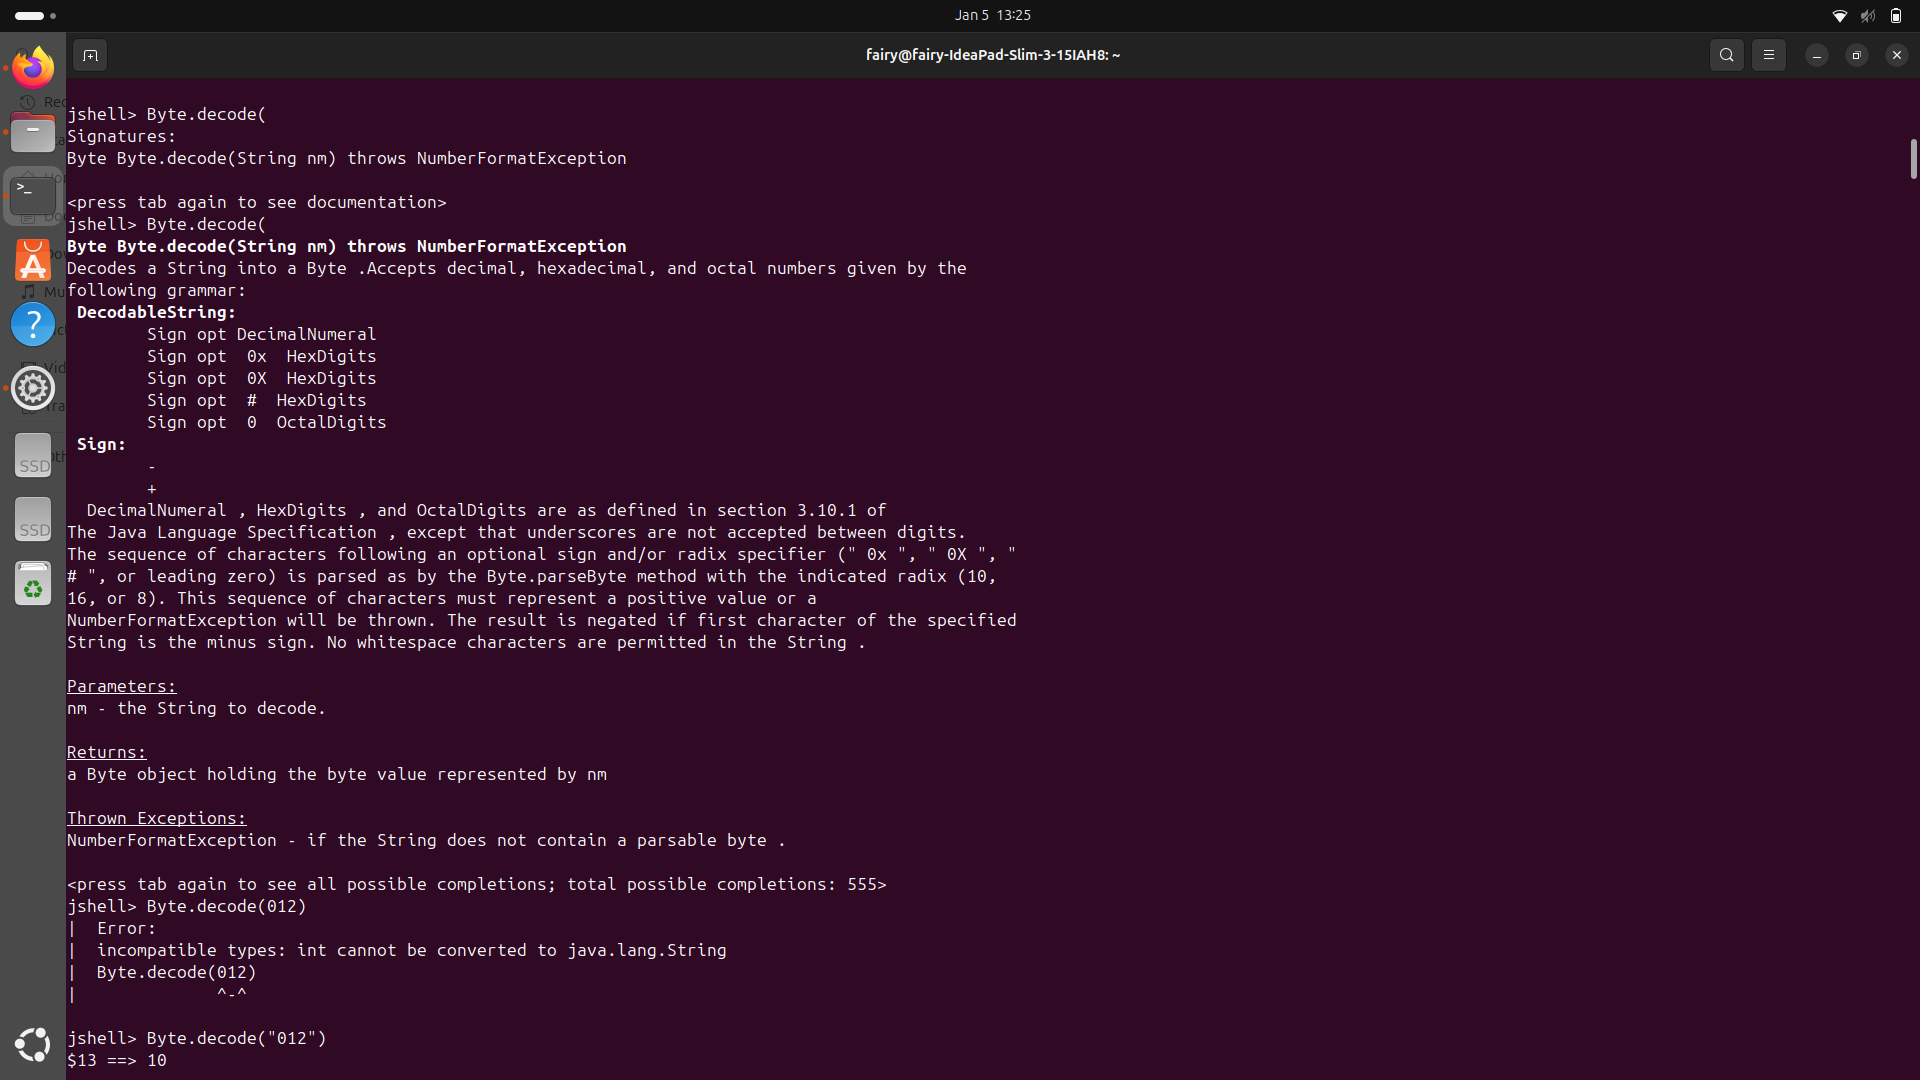 Jan 5 13:25
fairy@fairy-IdeaPad-Slim-3-15IAH8: ~
jshell> Byte.decode(
Signatures:
Byte Byte.decode(String nm) throws NumberFormatException
<press tab again to see documentation>
jshell> Byte.decode(
Byte Byte.decode(String nm) throws NumberFormatException
Decodes a String into a Byte .Accepts decimal, hexadecimal, and octal numbers given by the
following grammar:
DecodableString:
Sign opt DecimalNumeral
Sign opt 0x HexDigits
Sign opt 0X HexDigits
Sign opt # HexDigits
Sign opt 0 OctalDigits
Sign:
-
+
DecimalNumeral , HexDigits , and OctalDigits are as defined in section 3.10.1 of
The Java Language Specification , except that underscores are not accepted between digits.
The sequence of characters following an optional sign and/or radix specifier (" 0x ", " 0X ", "
# ", or leading zero) is parsed as by the Byte.parseByte method with the indicated radix (10,
16, or 8). This sequence of characters must represent a positive value or a
NumberFormatException will be thrown. The result is negated if first character of the specified
String is the minus sign. No whitespace characters are permitted in the String .
Parameters:
nm - the String to decode.
Returns:
a Byte object holding the byte value represented by nm
Thrown Exceptions:
NumberFormatException - if the String does not contain a parsable byte .
<press tab again to see all possible completions; total possible completions: 555>
jshell> Byte.decode(012)
| Error:
| incompatible types: int cannot be converted to java.lang.String
| Byte.decode(012)
| ^-^
jshell> Byte.decode("012")
$13 ==> 10
SSD
SSD